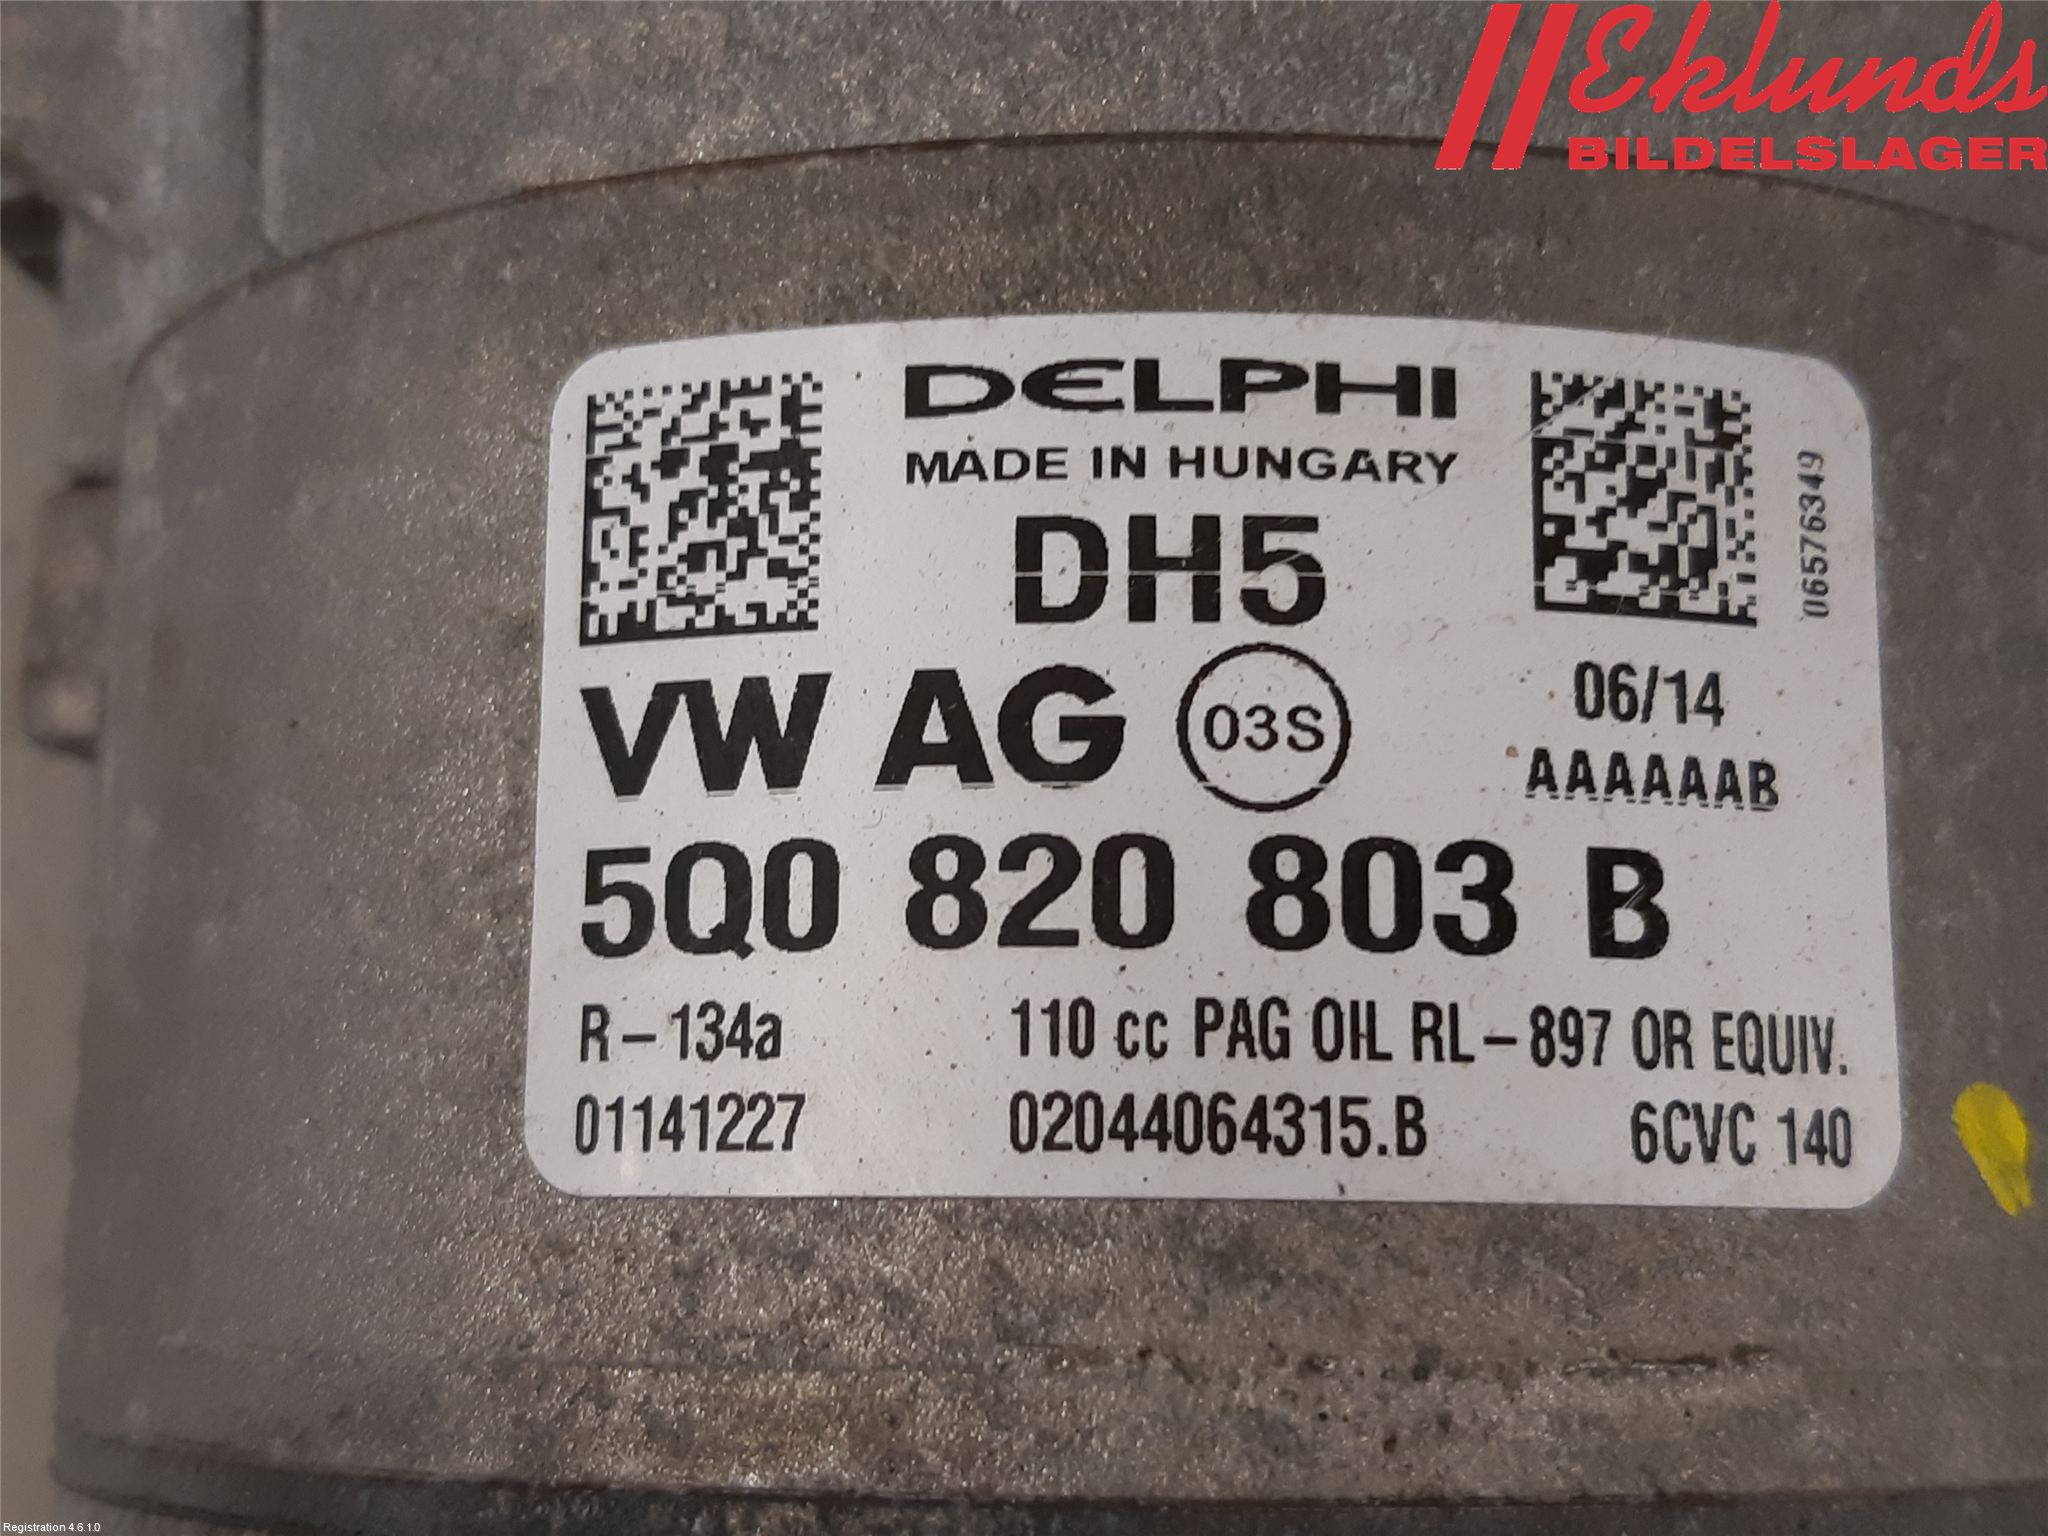 Eklunds
BILDELSLAGER
DELPHI
MADE IN HUNGARY
DH5
06576349
VW AG 03S
06/14
AAAAAAB
5Q0 820 803 B
R-134a 110 cc PAG OIL RL-897 OR EQUIV.
01141227 02044064315.B 6CVC 140
Registration 4.6.1.0